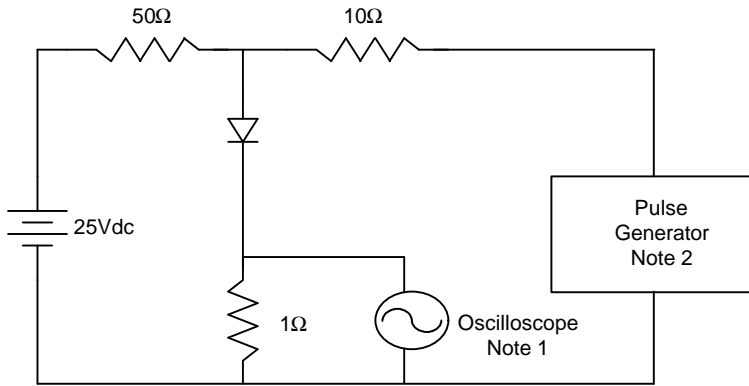 50Ω
10Ω
25Vdc
Pulse
Generator
Note 2
1Ω
Oscilloscope
Note 1